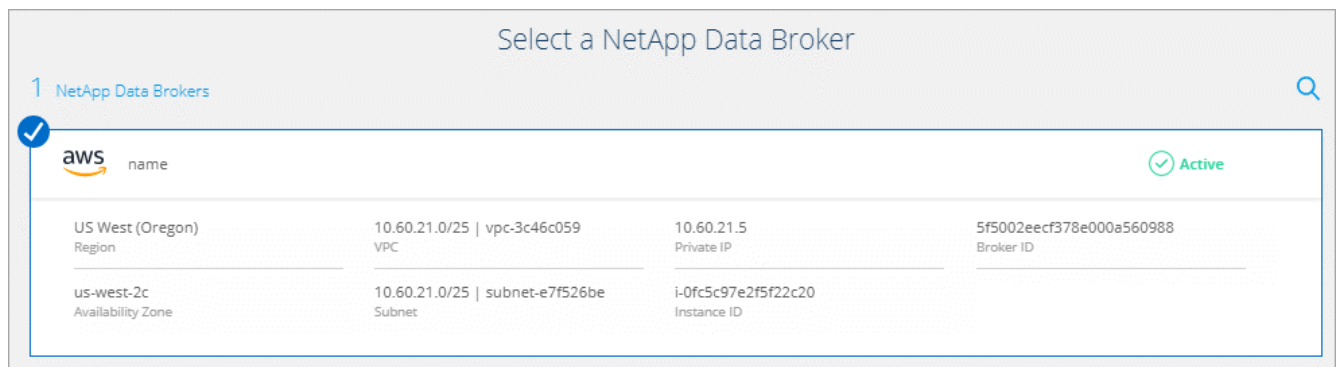 Select a NetApp Data Broker
1 NetApp Data Brokers
aws name Active
US West (Oregon) 10.60.21.0/25 | vpc-3c46c059 10.60.21.5 5f5002eecf378e000a560988
Region VPC Private IP Broker ID
us-west-2c 10.60.21.0/25 | subnet-e7f526be i-0fc5c97e2f5f22c20
Availability Zone Subnet Instance ID